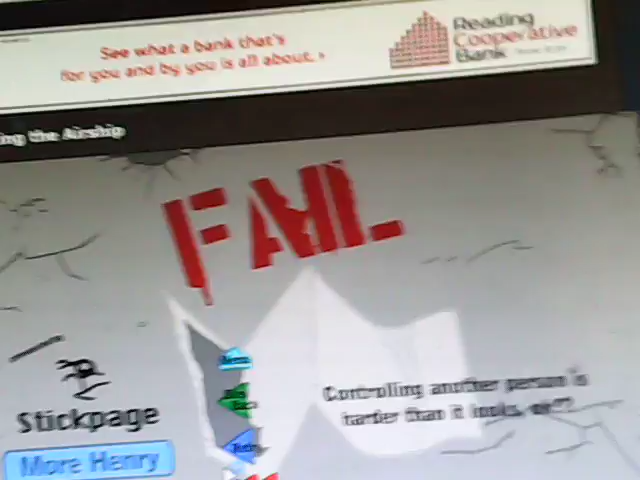 See what a bank that's
for you and by you is all about.
Reading
Cooperative
Bank
ing the Airship
FAIL
Controlling another person is
harder than it looks, eh??
Stickpage
More Henry